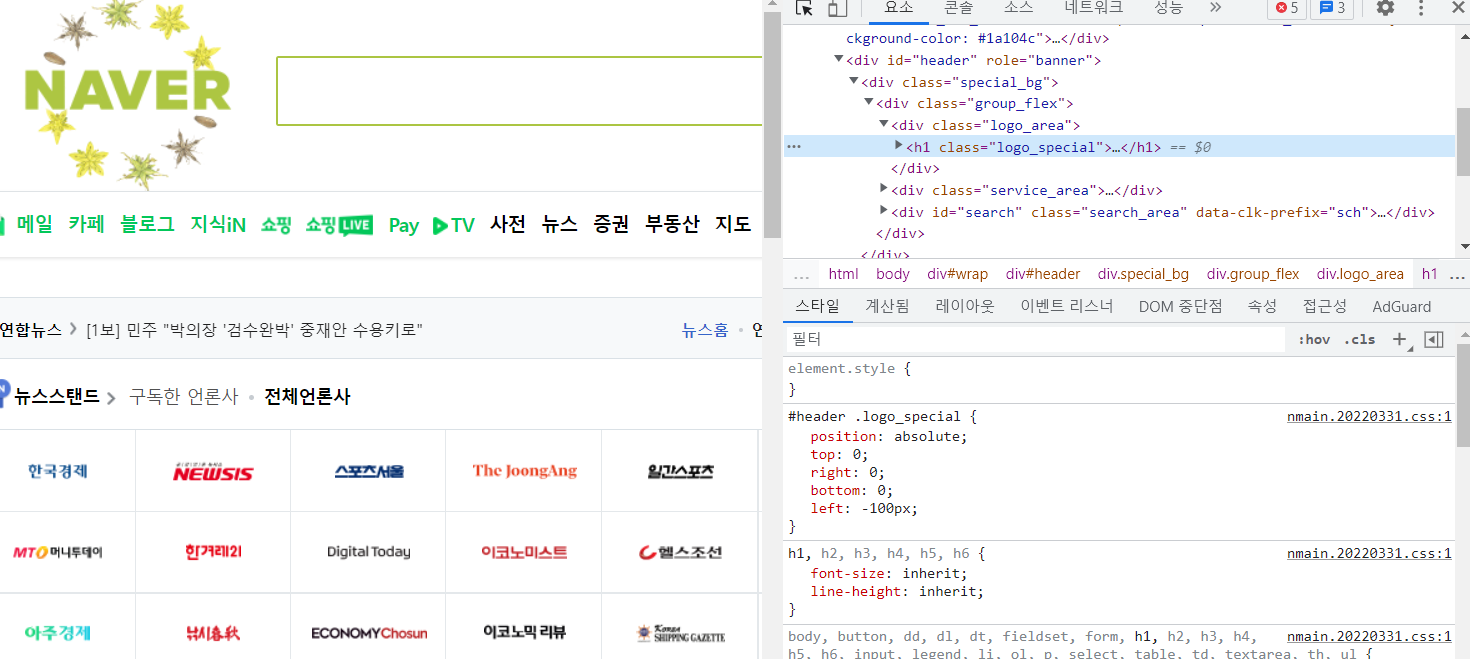 NAVER
메일 카페 블로그 지식iN 쇼핑 쇼핑LIVE Pay TV 사전 뉴스 증권 부동산 지도
연합뉴스 > [1보] 민주 "박의장 '검수완박' 중재안 수용키로" 뉴스홈
뉴스스탠드 > 구독한 언론사 전체언론사
한국경제 NEWSIS 스포츠서울 The JoongAng 일간스포츠
MTO 머니투데이 한겨레21 Digital Today 이코노미스트 헬스조선
아주경제 낚시춘추 ECONOMYChosun 이코노믹 리뷰 KOREA SHIPPING GAZETTE
요소 콘솔 소스 네트워크 성능 » 5 3
ckground-color: #1a104c">…</div>
<div id="header" role="banner">
<div class="special_bg">
<div class="group_flex">
<div class="logo_area">
<h1 class="logo_special">…</h1> == $0
</div>
<div class="service_area">…</div>
<div id="search" class="search_area" data-clk-prefix="sch">…</div>
</div>
</div>
… html body div#wrap div#header div.special_bg div.group_flex div.logo_area h1 …
스타일 계산됨 레이아웃 이벤트 리스너 DOM 중단점 속성 접근성 AdGuard
필터 :hov .cls +
element.style {
}
#header .logo_special { nmain.20220331.css:1
position: absolute;
top: 0;
right: 0;
bottom: 0;
left: -100px;
}
h1, h2, h3, h4, h5, h6 { nmain.20220331.css:1
font-size: inherit;
line-height: inherit;
}
body, button, dd, dl, dt, fieldset, form, h1, h2, h3, h4, nmain.20220331.css:1
h5, h6, input, legend, li, ol, p, select, table, td, textarea, th, ul {